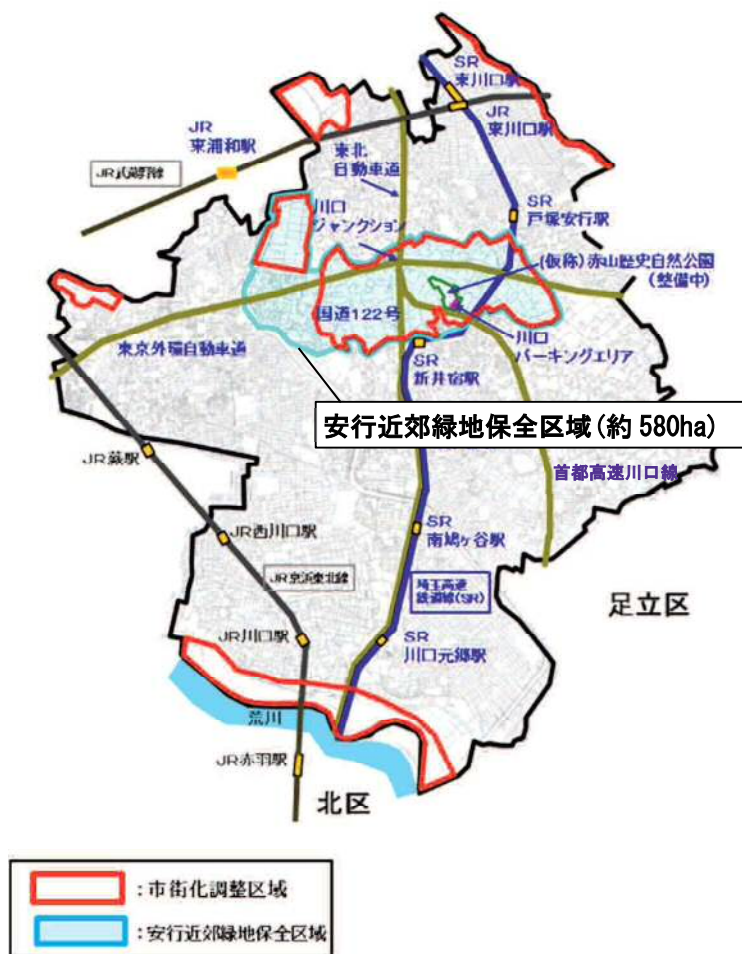 SR
東川口駅
JR
東川口駅
JR
東浦和駅
JR武蔵野線
東北
自動車道
川口
ジャンクション
SR
戸塚安行駅
(仮称)赤山歴史自然公園
(整備中)
国道122号
川口
パーキングエリア
東京外環自動車道
SR
新井宿駅
安行近郊緑地保全区域(約 580ha)
JR蕨駅
首都高速川口線
SR
南鳩ヶ谷駅
JR西川口駅
JR京浜東北線
埼玉高速
鉄道線(SR)
足立区
JR川口駅
SR
川口元郷駅
荒川
JR赤羽駅
北区
:市街化調整区域
:安行近郊緑地保全区域